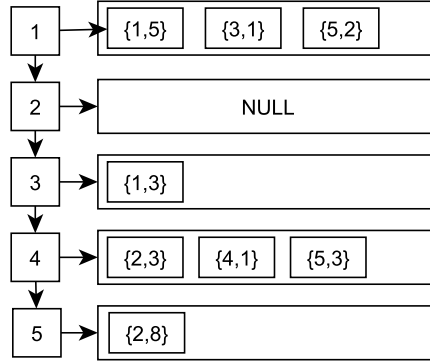 1 {1,5} {3,1} {5,2}
2 NULL
3 {1,3}
4 {2,3} {4,1} {5,3}
5 {2,8}